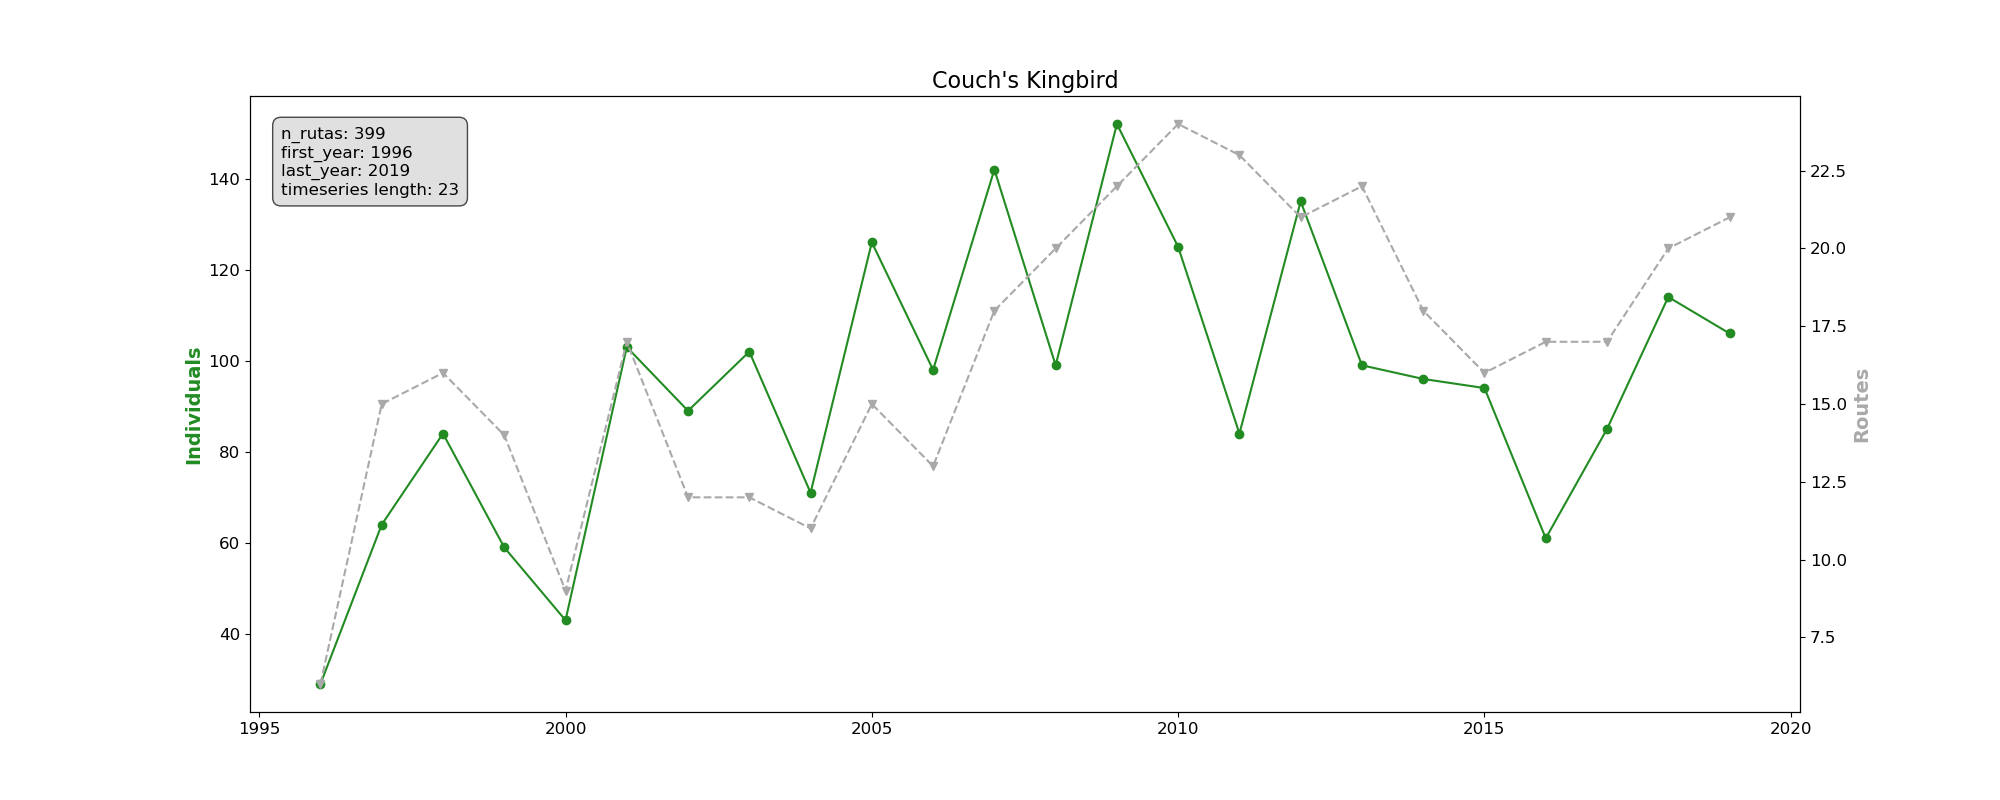 Couch's Kingbird
n_rutas: 399
first_year: 1996
last_year: 2019
timeseries length: 23
Individuals
140
120
100
80
60
40
22.5
20.0
17.5
15.0
12.5
10.0
7.5
Routes
1995 2000 2005 2010 2015 2020